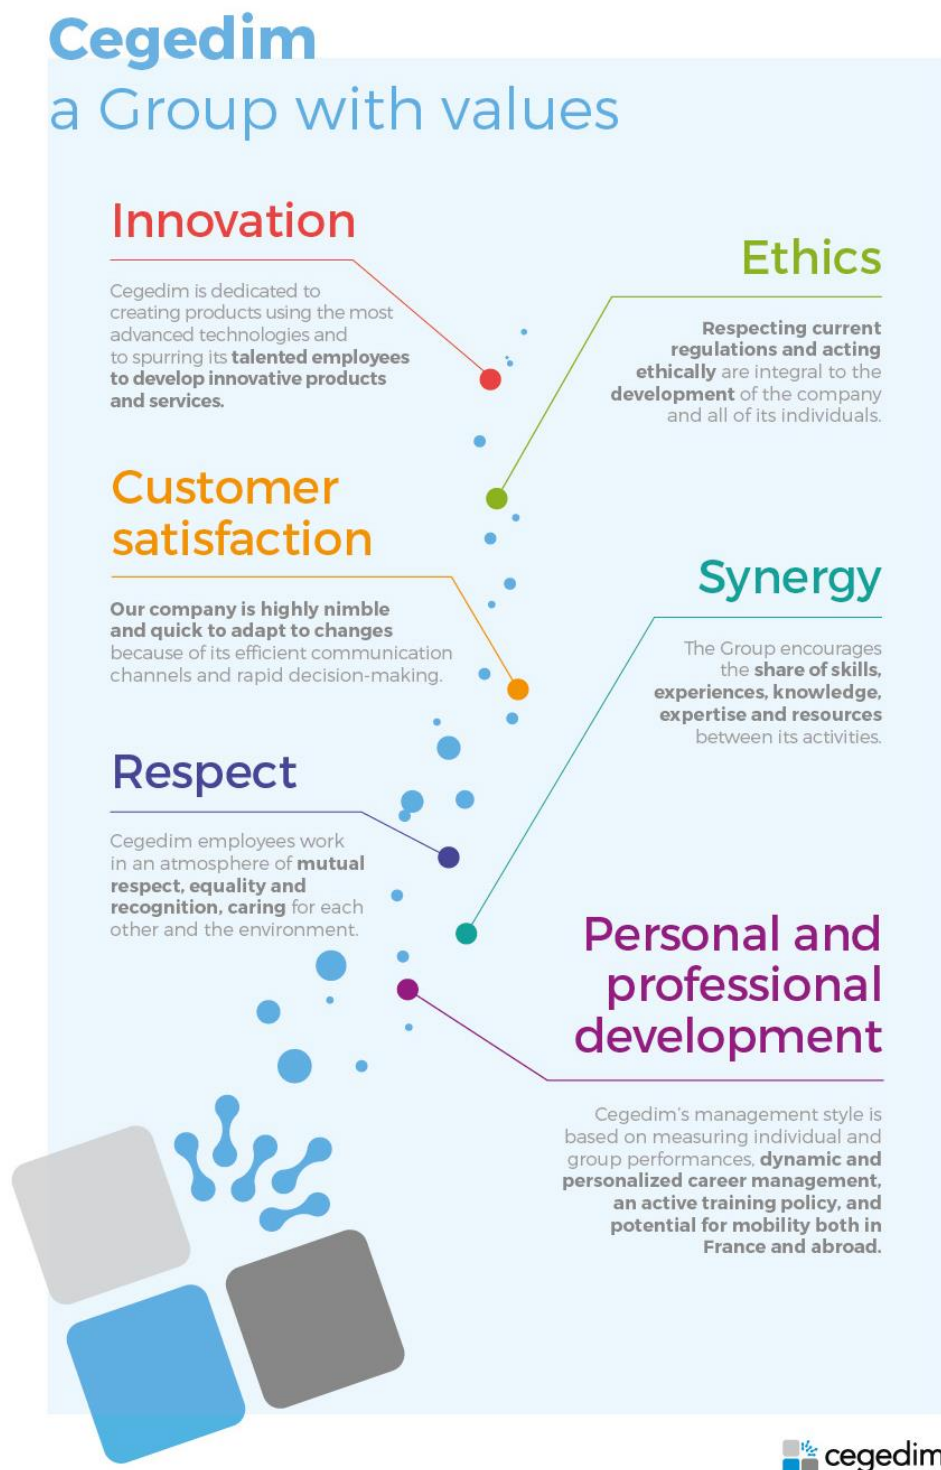 Cegedim
a Group with values
Innovation
Cegedim is dedicated to
creating products using the most
advanced technologies and
to spurring its talented employees
to develop innovative products
and services.
Ethics
Respecting current
regulations and acting
ethically are integral to the
development of the company
and all of its individuals.
Customer
satisfaction
Our company is highly nimble
and quick to adapt to changes
because of its efficient communication
channels and rapid decision-making.
Synergy
The Group encourages
the share of skills,
experiences, knowledge,
expertise and resources
between its activities.
Respect
Cegedim employees work
in an atmosphere of mutual
respect, equality and
recognition, caring for each
other and the environment.
Personal and
professional
development
Cegedim's management style is
based on measuring individual and
group performances, dynamic and
personalized career management,
an active training policy, and
potential for mobility both in
France and abroad.
cegedim